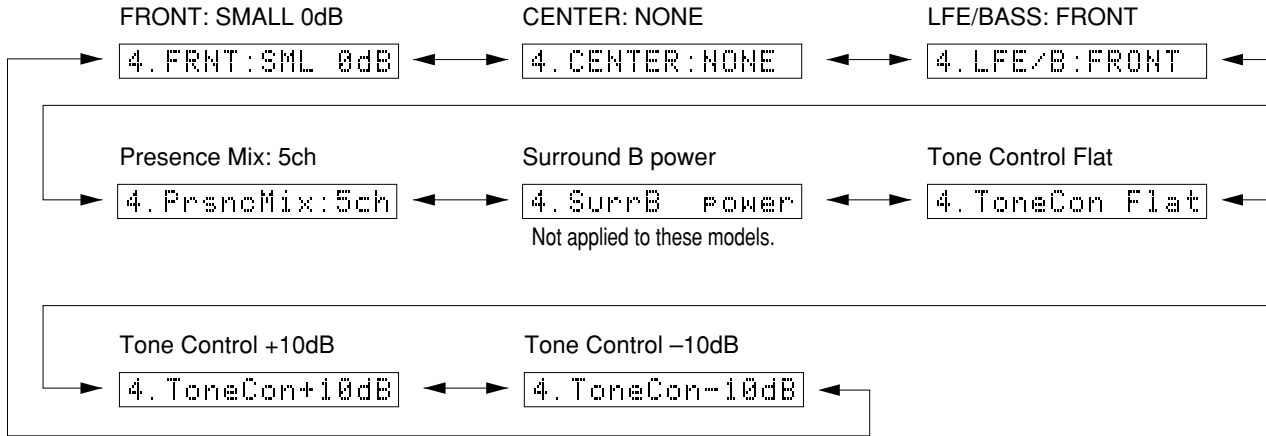 FRONT: SMALL 0dB
CENTER: NONE
LFE/BASS: FRONT
4.FRNT:SML 0dB
4.CENTER:NONE
4.LFE/B:FRONT
Presence Mix: 5ch
Surround B power
Tone Control Flat
4.PrsncMix:5ch
4.SurrB  power
4.ToneCon Flat
Not applied to these models.
Tone Control +10dB
Tone Control –10dB
4.ToneCon+10dB
4.ToneCon-10dB